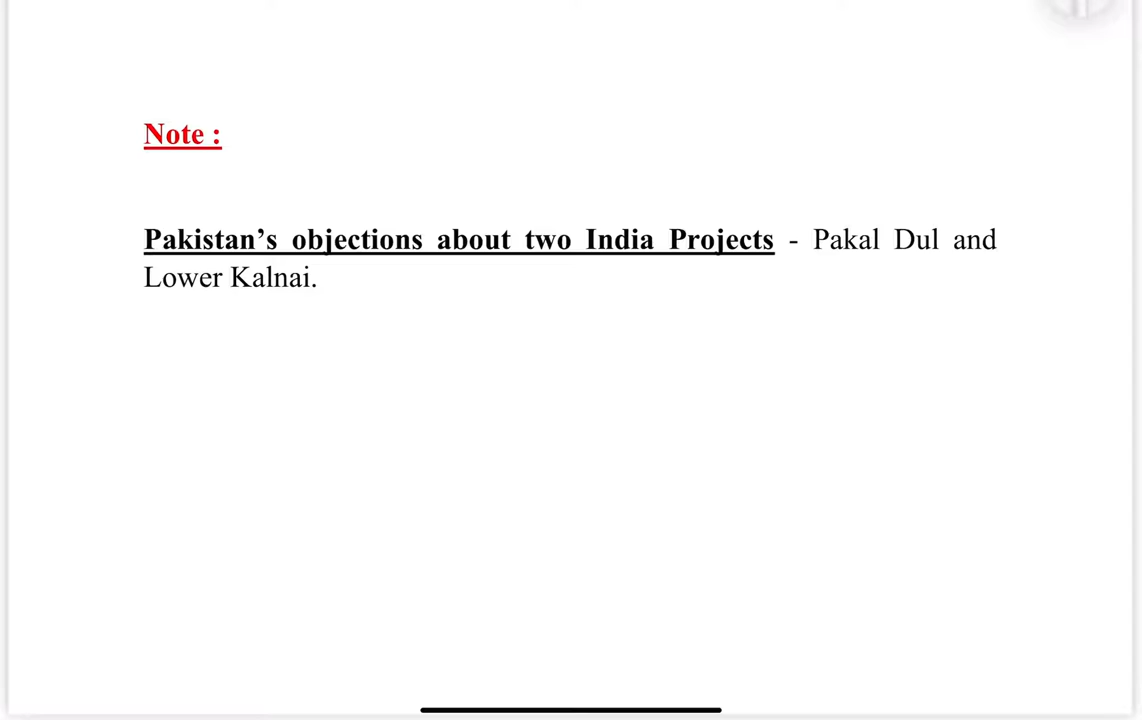 Note :
Pakistan’s objections about two India Projects - Pakal Dul and
Lower Kalnai.